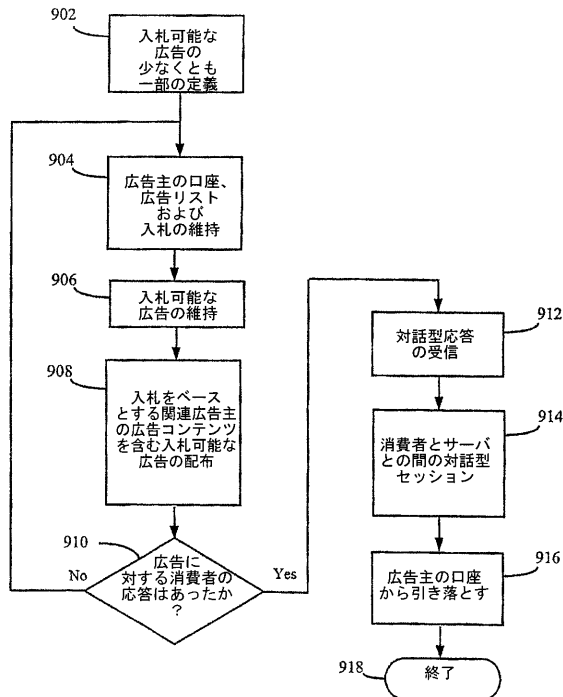 902
入札可能な
広告の
少なくとも
一部の定義
904
広告主の口座、
広告リスト
および
入札の維持
906
入札可能な
広告の維持
908
入札をベース
とする関連広告主
の広告コンテンツ
を含む入札可能な
広告の配布
910
広告に
対する消費者の
応答はあったか
?
No
Yes
912
対話型応答
の受信
914
消費者とサーバ
との間の対話型
セッション
916
広告主の口座
から引き落とす
918
終了